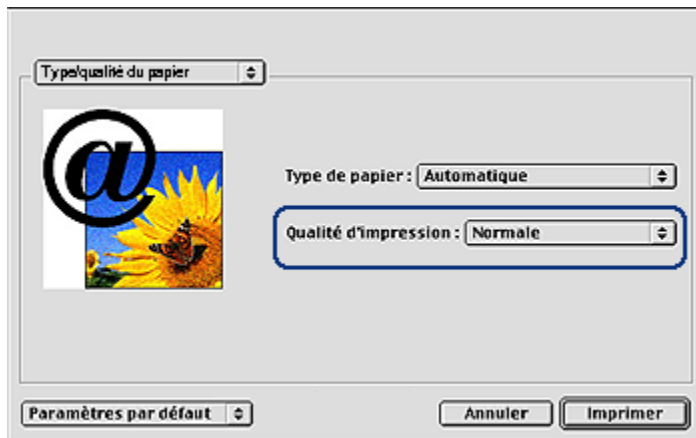 Type/qualité du papier
@
Type de papier : Automatique
Qualité d'impression : Normale
Paramètres par défaut
Annuler
Imprimer